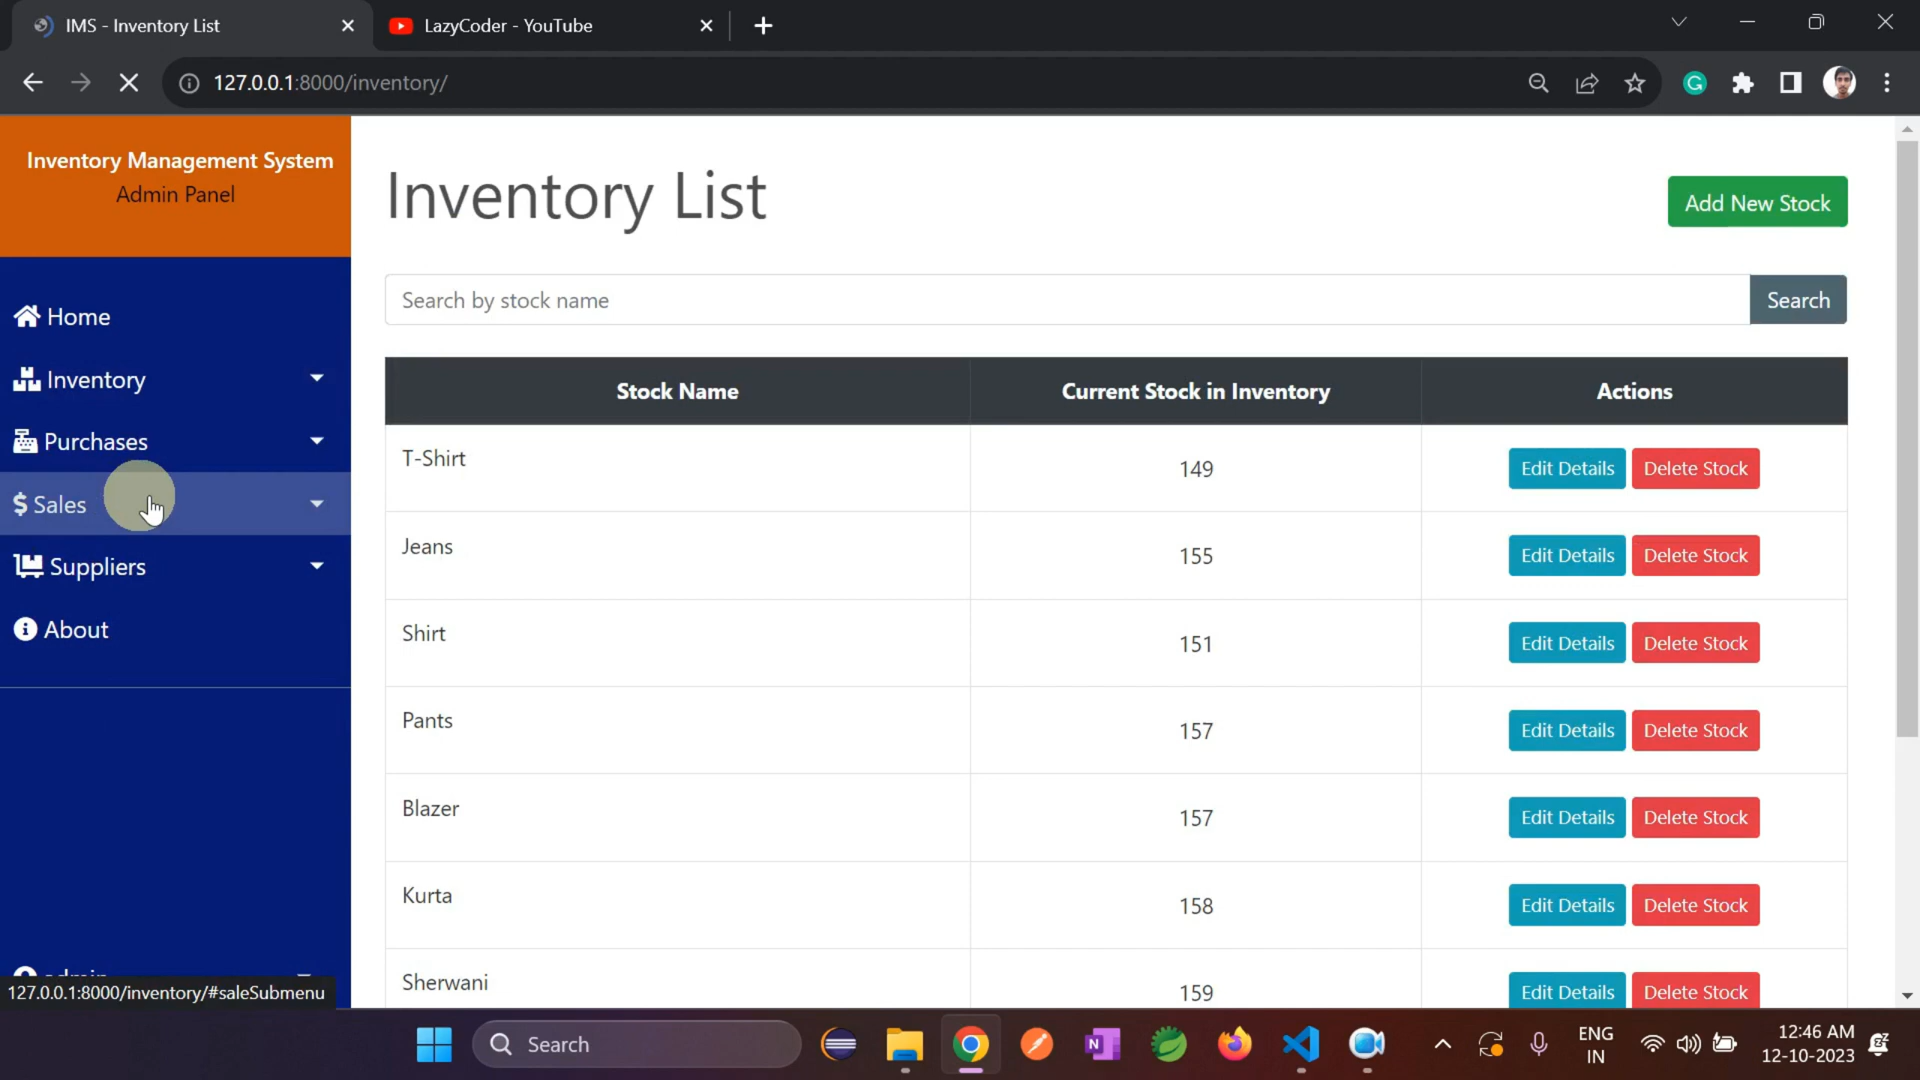 IMS - Inventory List
LazyCoder - YouTube
127.0.0.1:8000/inventory/
Inventory Management System
Admin Panel
Home
Inventory
Purchases
$ Sales
Suppliers
About
admin
127.0.0.1:8000/inventory/#saleSubmenu
Inventory List
Add New Stock
Search by stock name
Search
Stock Name Current Stock in Inventory Actions
T-Shirt 149 Edit Details Delete Stock
Jeans 155 Edit Details Delete Stock
Shirt 151 Edit Details Delete Stock
Pants 157 Edit Details Delete Stock
Blazer 157 Edit Details Delete Stock
Kurta 158 Edit Details Delete Stock
Sherwani 159 Edit Details Delete Stock
Search
ENG
IN
12:46 AM
12-10-2023